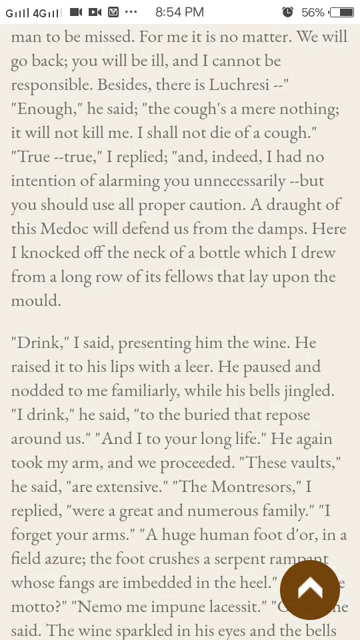 4G 4G 8:54 PM 56%
man to be missed. For me it is no matter. We will
go back; you will be ill, and I cannot be
responsible. Besides, there is Luchresi --"
"Enough," he said; "the cough's a mere nothing;
it will not kill me. I shall not die of a cough."
"True --true," I replied; "and, indeed, I had no
intention of alarming you unnecessarily --but
you should use all proper caution. A draught of
this Medoc will defend us from the damps. Here
I knocked off the neck of a bottle which I drew
from a long row of its fellows that lay upon the
mould.
"Drink," I said, presenting him the wine. He
raised it to his lips with a leer. He paused and
nodded to me familiarly, while his bells jingled.
"I drink," he said, "to the buried that repose
around us." "And I to your long life." He again
took my arm, and we proceeded. "These vaults,"
he said, "are extensive." "The Montresors," I
replied, "were a great and numerous family." "I
forget your arms." "A huge human foot d'or, in a
field azure; the foot crushes a serpent rampant
whose fangs are imbedded in the heel."
motto?" "Nemo me impune lacessit." he
said. The wine sparkled in his eyes and the bells